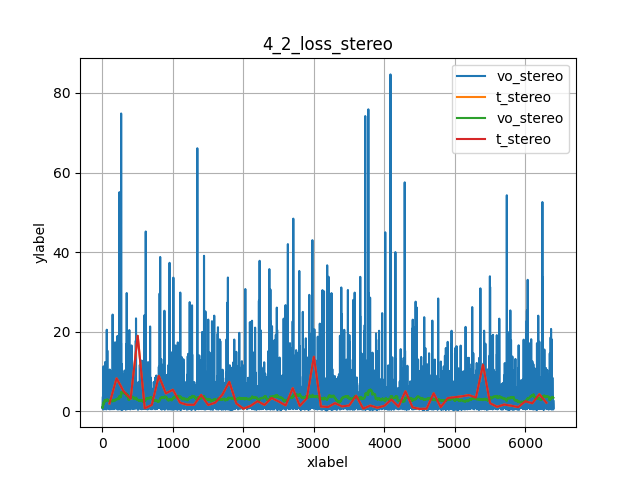 4_2_loss_stereo
vo_stereo
t_stereo
vo_stereo
t_stereo
ylabel
80
60
40
20
0
0 1000 2000 3000 4000 5000 6000
xlabel